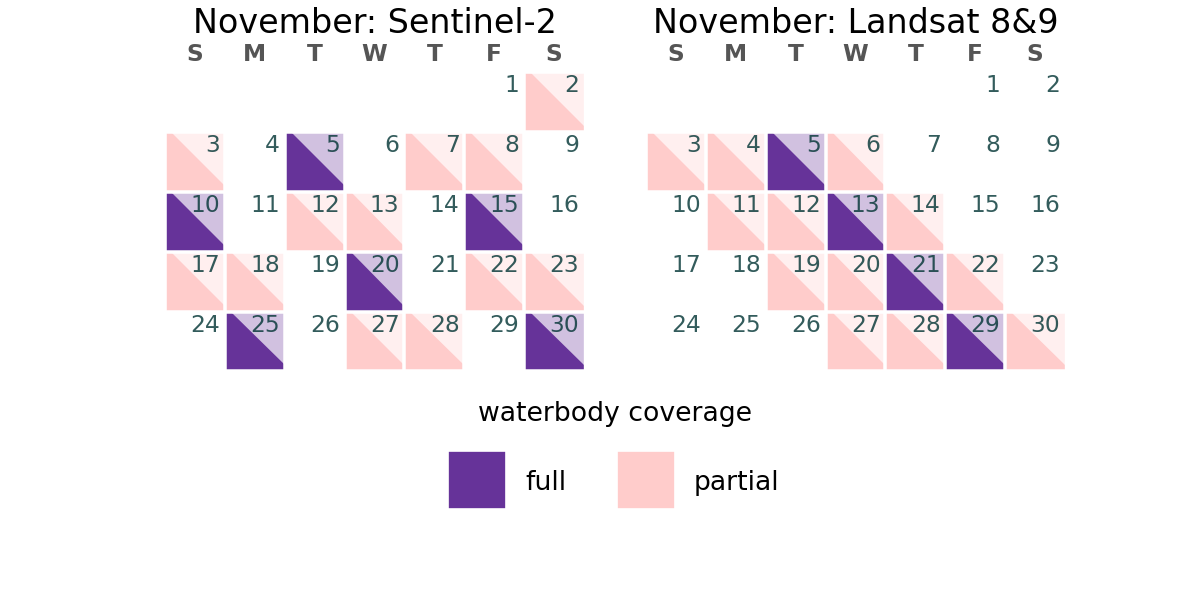 November: Sentinel-2
S M T W T F S
1 2
3 4 5 6 7 8 9
10 11 12 13 14 15 16
17 18 19 20 21 22 23
24 25 26 27 28 29 30
November: Landsat 8&9
S M T W T F S
1 2
3 4 5 6 7 8 9
10 11 12 13 14 15 16
17 18 19 20 21 22 23
24 25 26 27 28 29 30
waterbody coverage
full partial